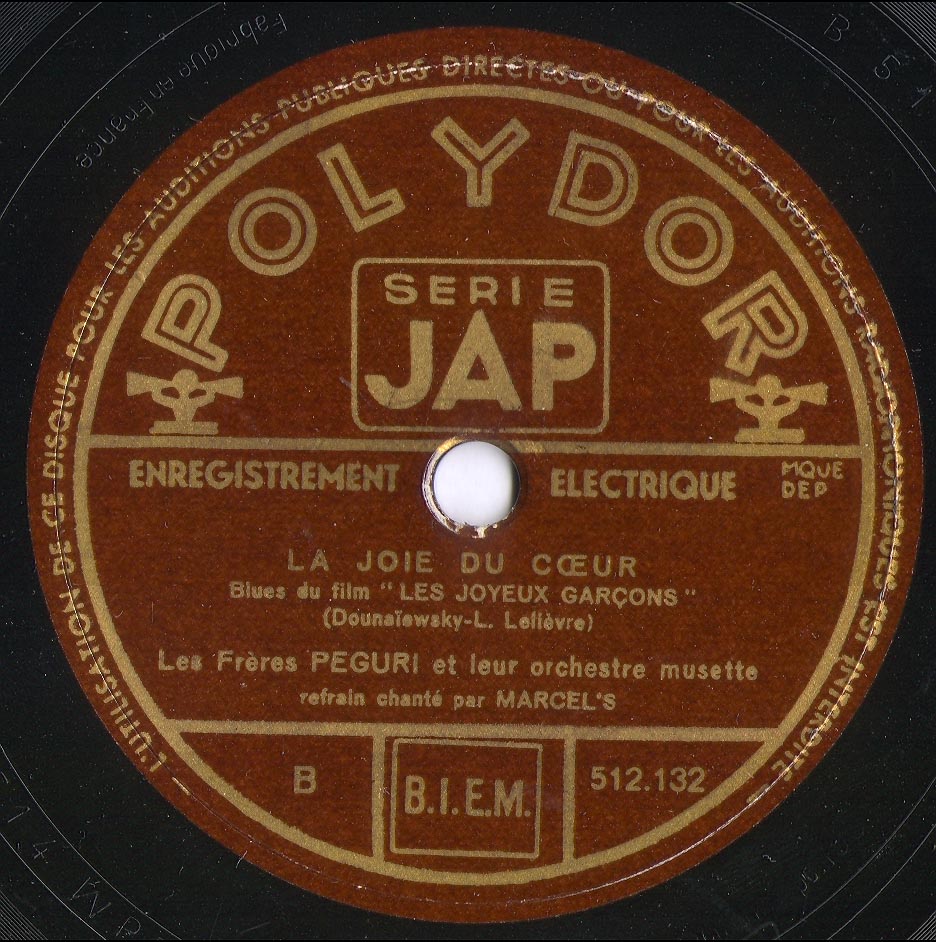 L'UTILISATION DE CE DISQUE POUR LES AUDITIONS PUBLIQUES DIRECTES OU POUR LES AUDITIONS RADIOPHONIQUES EST INTERDITE
POLYDOR
SERIE
JAP
ENREGISTREMENT ELECTRIQUE
MQUE
DEP
LA JOIE DU CŒUR
Blues du film " LES JOYEUX GARÇONS "
(Dounaïewsky-L. Lelièvre)
Les Frères PEGURI et leur orchestre musette
refrain chanté par MARCEL'S
B
B.I.E.M.
512.132
Fabriqué en France